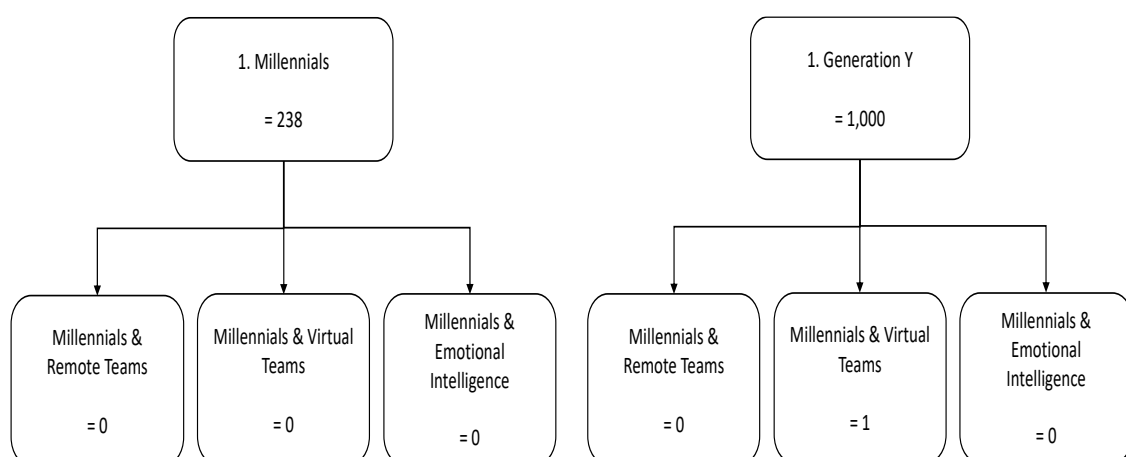 1. Millennials
= 238
1. Generation Y
= 1,000
Millennials &
Remote Teams
= 0
Millennials & Virtual
Teams
= 0
Millennials &
Emotional
Intelligence
= 0
Millennials &
Remote Teams
= 0
Millennials & Virtual
Teams
= 1
Millennials &
Emotional
Intelligence
= 0